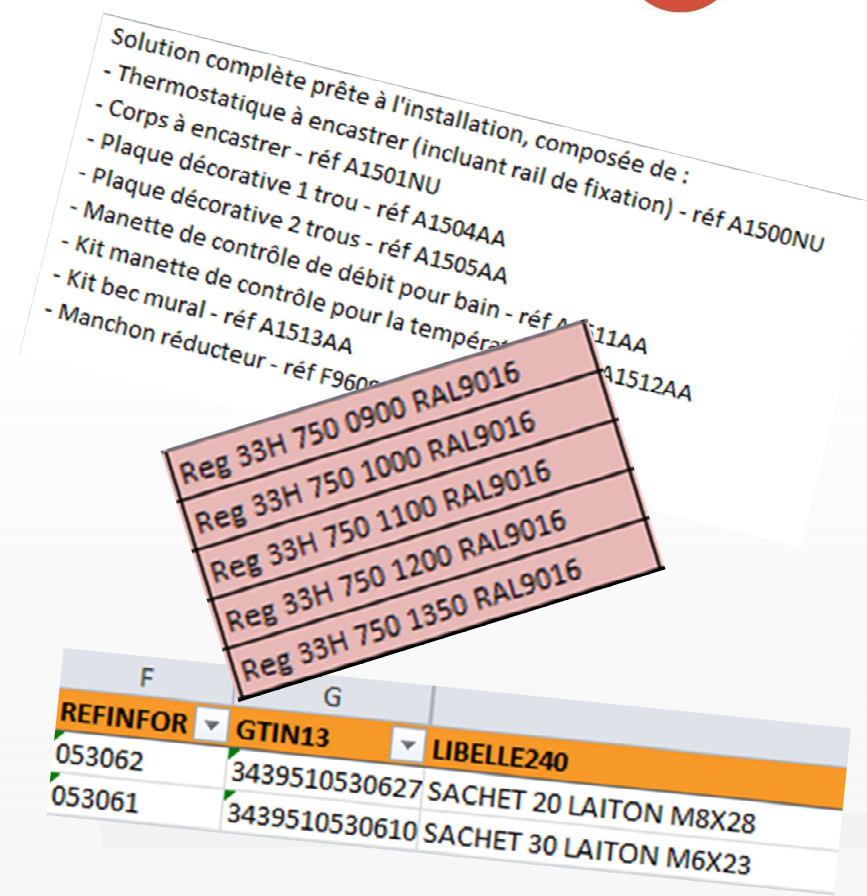 Solution complète prête à l'installation, composée de :
- Thermostatique à encastrer (incluant rail de fixation) - réf A1500NU
- Corps à encastrer - réf A1501NU
- Plaque décorative 1 trou - réf A1504AA
- Plaque décorative 2 trous - réf A1505AA
- Manette de contrôle de débit pour bain - réf 11AA
- Kit manette de contrôle pour la A1512AA
- Kit bec mural - réf A1513AA
- Manchon réducteur - réf
Reg 33H 750 0900 RAL9016
Reg 33H 750 1000 RAL9016
Reg 33H 750 1100 RAL9016
Reg 33H 750 1200 RAL9016
Reg 33H 750 1350 RAL9016
F G
REFINFOR GTIN13 LIBELLE240
053062 3439510530627 SACHET 20 LAITON M8X28
053061 3439510530610 SACHET 30 LAITON M6X23